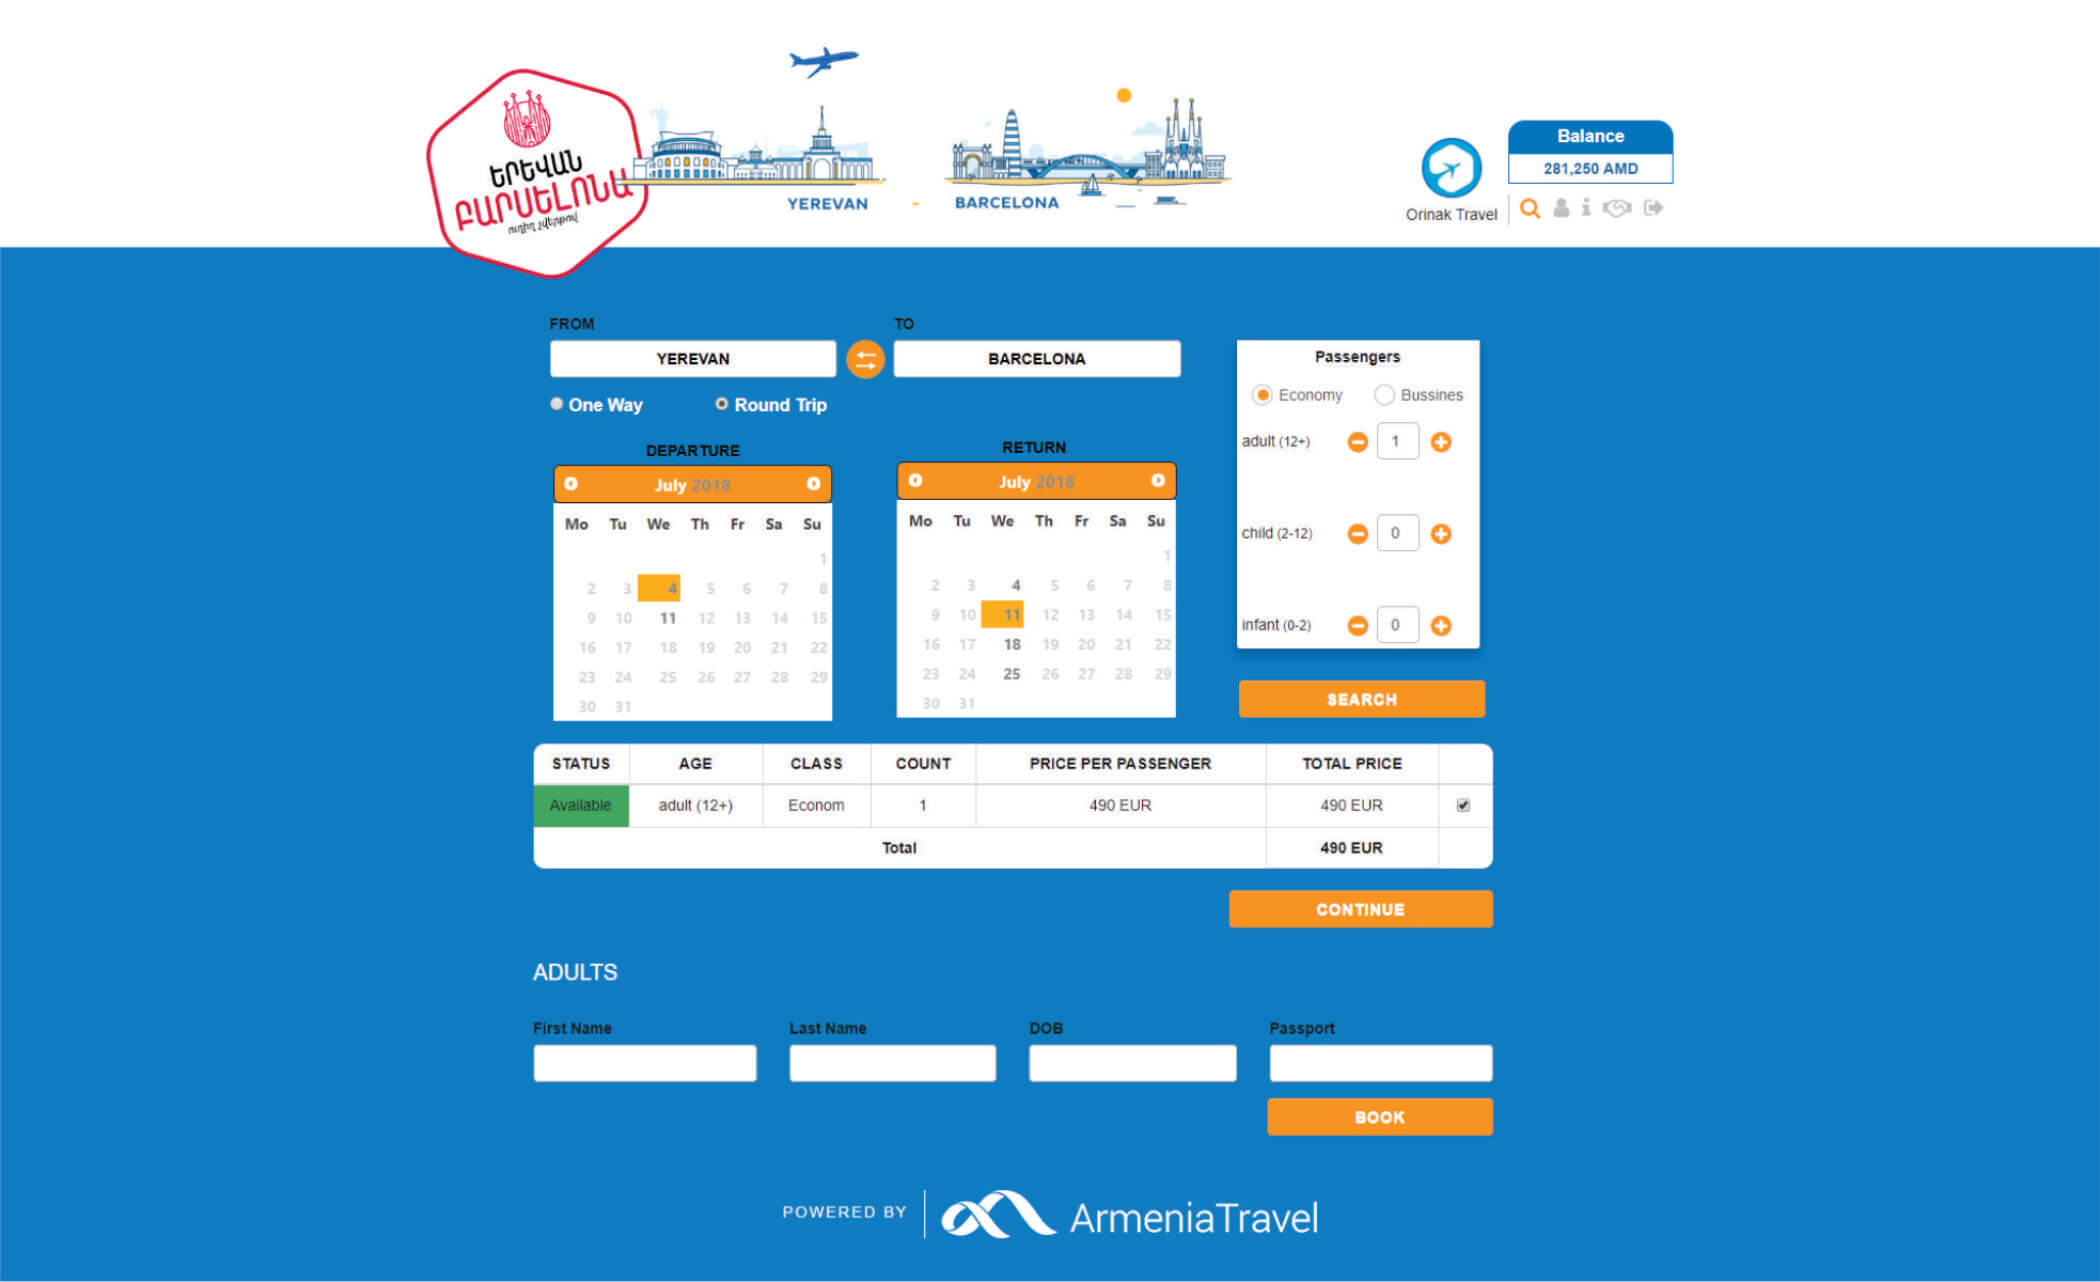 ԵՐԵՎԱՆ
ԲԱՐՍԵԼՈՆԱ
ուղիղ չվերթով
YEREVAN - BARCELONA
Balance
281,250 AMD
Orinak Travel
FROM TO
YEREVAN BARCELONA
One Way Round Trip
DEPARTURE
July 2018
Mo Tu We Th Fr Sa Su
1
2 3 4 5 6 7 8
9 10 11 12 13 14 15
16 17 18 19 20 21 22
23 24 25 26 27 28 29
30 31
RETURN
July 2018
Mo Tu We Th Fr Sa Su
1
2 3 4 5 6 7 8
9 10 11 12 13 14 15
16 17 18 19 20 21 22
23 24 25 26 27 28 29
30 31
Passengers
Economy Bussines
adult (12+) 1
child (2-12) 0
infant (0-2) 0
SEARCH
STATUS AGE CLASS COUNT PRICE PER PASSENGER TOTAL PRICE
Available adult (12+) Econom 1 490 EUR 490 EUR
Total 490 EUR
CONTINUE
ADULTS
First Name Last Name DOB Passport
BOOK
POWERED BY ArmeniaTravel